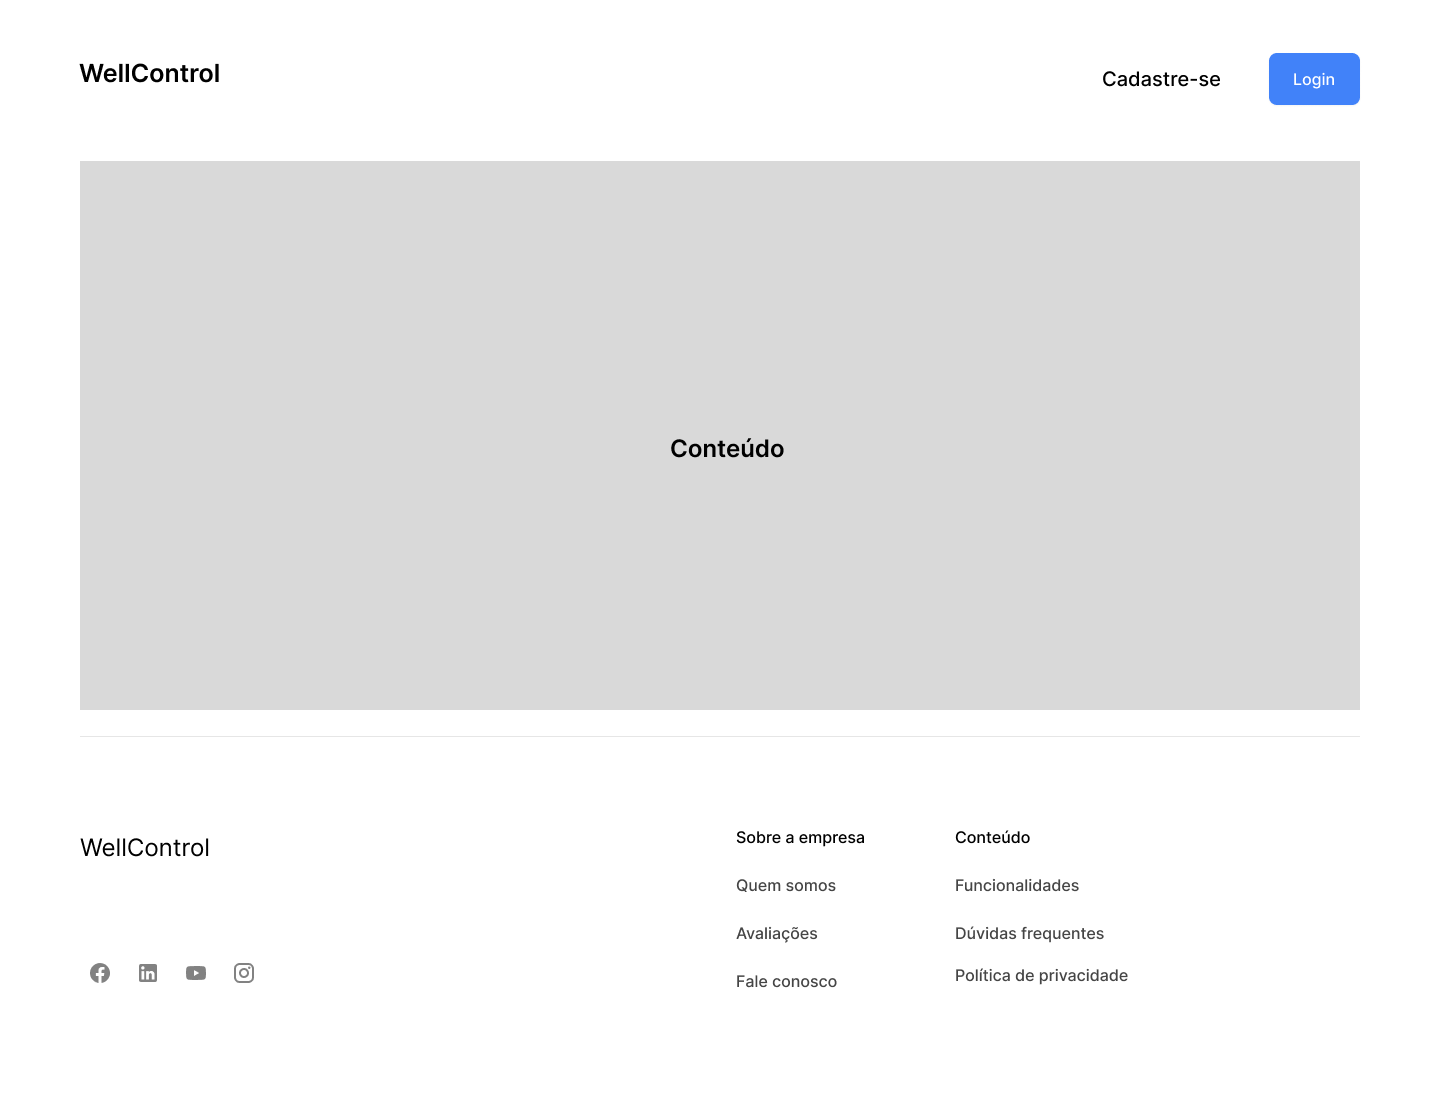 WellControl
Cadastre-se
Login
Conteúdo
WellControl
Sobre a empresa
Quem somos
Avaliações
Fale conosco
Conteúdo
Funcionalidades
Dúvidas frequentes
Política de privacidade